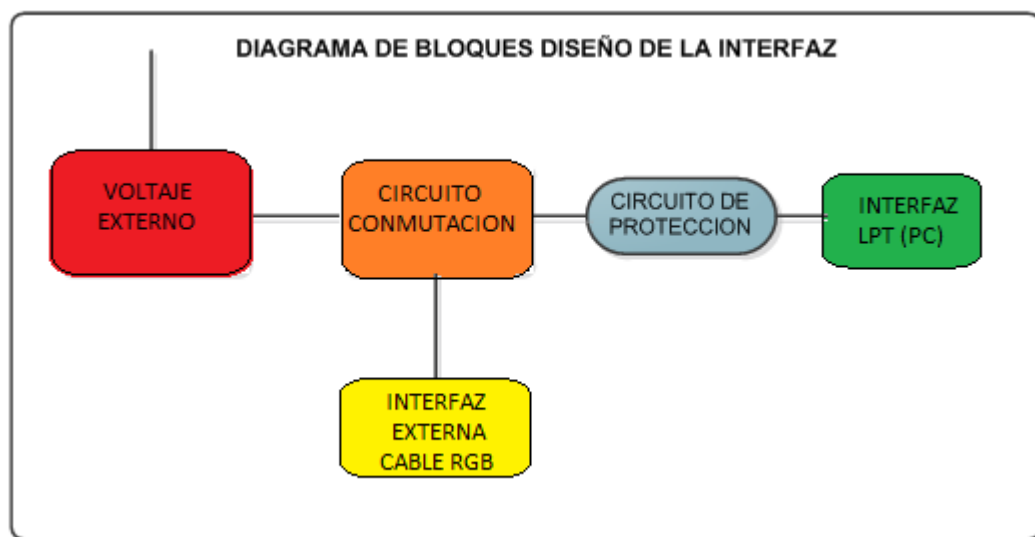 DIAGRAMA DE BLOQUES DISEÑO DE LA INTERFAZ
VOLTAJE
EXTERNO
CIRCUITO
CONMUTACION
CIRCUITO DE
PROTECCION
INTERFAZ
LPT (PC)
INTERFAZ
EXTERNA
CABLE RGB